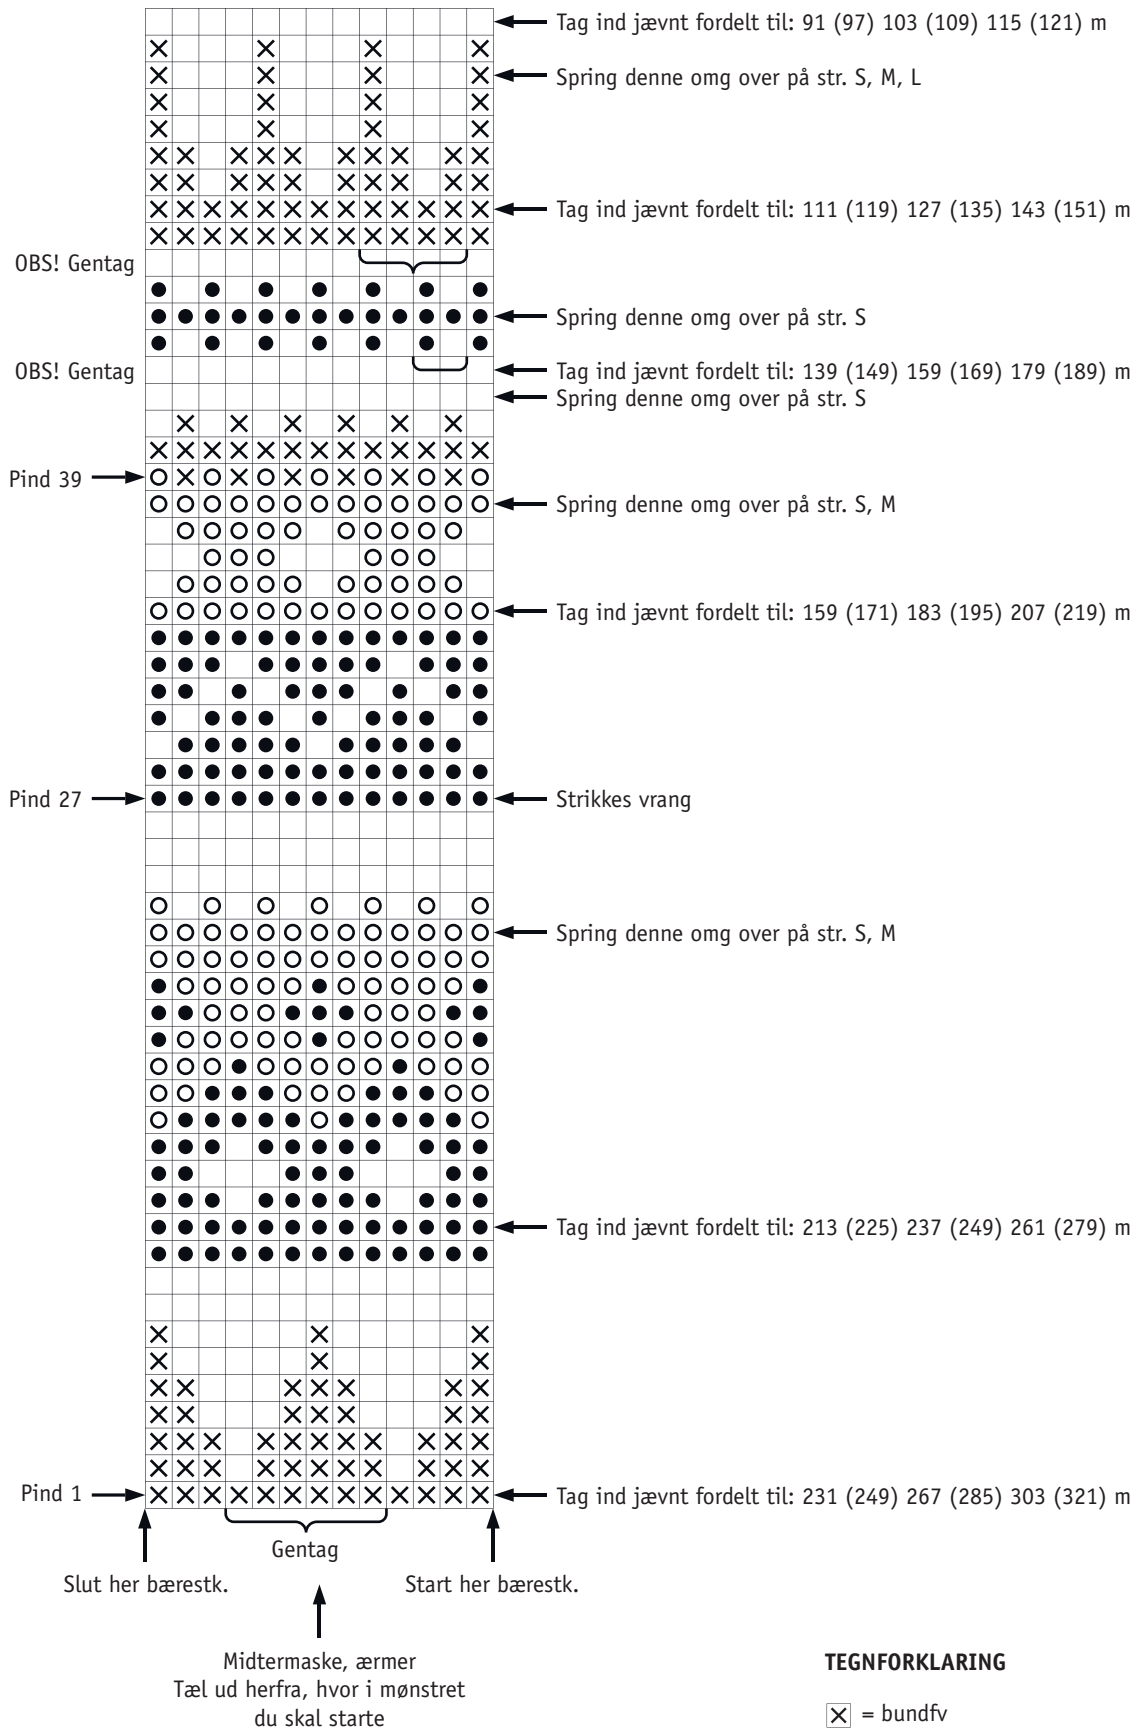 Tag ind jævnt fordelt til: 91 (97) 103 (109) 115 (121) m
Spring denne omg over på str. S, M, L
Tag ind jævnt fordelt til: 111 (119) 127 (135) 143 (151) m
OBS! Gentag
Spring denne omg over på str. S
OBS! Gentag
Tag ind jævnt fordelt til: 139 (149) 159 (169) 179 (189) m
Spring denne omg over på str. S
Pind 39
Spring denne omg over på str. S, M
Tag ind jævnt fordelt til: 159 (171) 183 (195) 207 (219) m
Pind 27
Strikkes vrang
Spring denne omg over på str. S, M
Tag ind jævnt fordelt til: 213 (225) 237 (249) 261 (279) m
Pind 1
Tag ind jævnt fordelt til: 231 (249) 267 (285) 303 (321) m
Gentag
Slut her bærestk.
Start her bærestk.
Midtermaske, ærmer
Tæl ud herfra, hvor i mønstret
du skal starte
TEGNFORKLARING
= bundfv